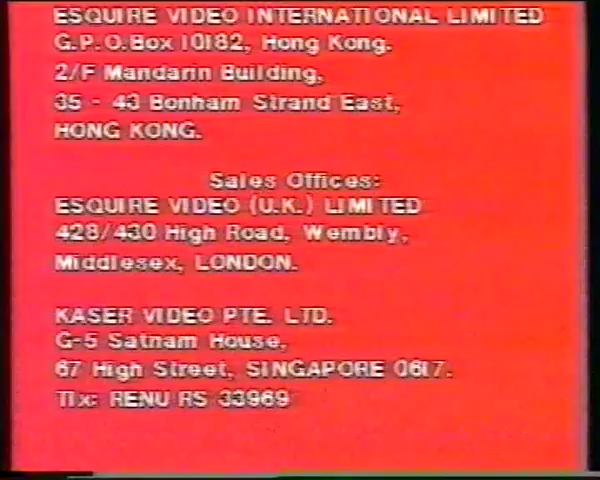 ESQUIRE VIDEO INTERNATIONAL LIMITED
G.P.O.Box 10182, Hong Kong.
2/F Mandarin Building,
35 - 43 Bonham Strand East,
HONG KONG.
Sales Offices:
ESQUIRE VIDEO (U.K.) LIMITED
428/430 High Road, Wembly,
Middlesex, LONDON.
KASER VIDEO PTE. LTD.
G-5 Satnam House,
67 High Street, SINGAPORE 0617.
Tlx: RENU RS 33969